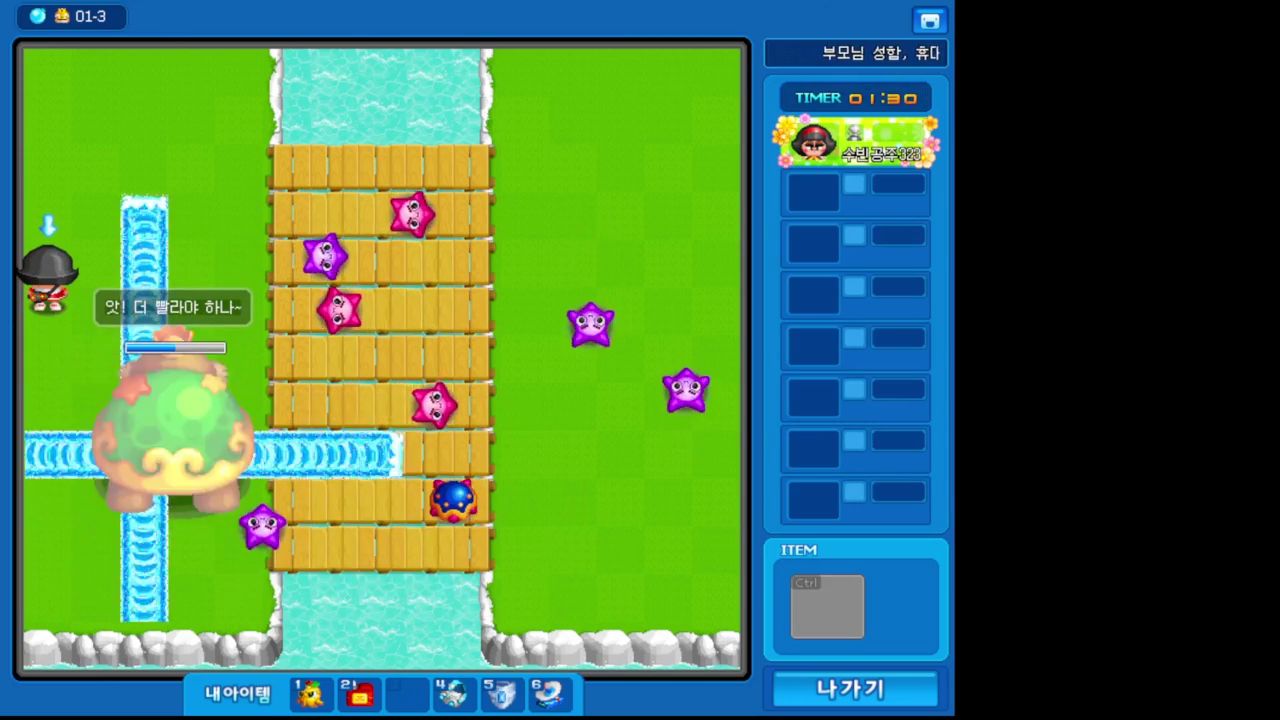 01-3
부모님 성함, 휴대
TIMER 01:30
수빈공주323
앗! 더 빨라야 하나~
ITEM
Ctrl
내아이템
1 2 4 5 6
나가기